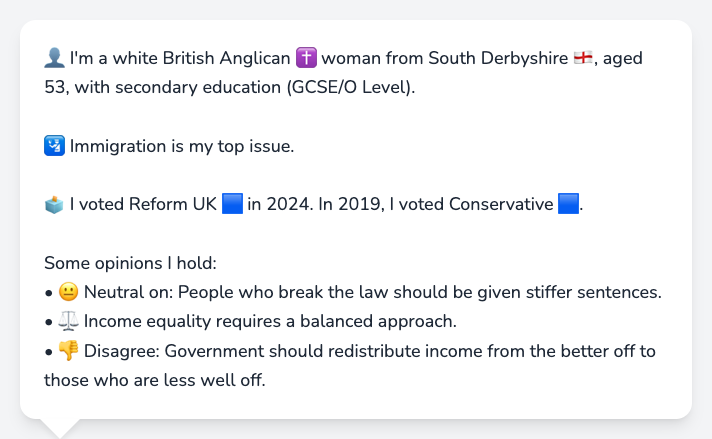 👤 I'm a white British Anglican ✝️ woman from South Derbyshire 🏴󠁧󠁢󠁥󠁮󠁧󠁿, aged
53, with secondary education (GCSE/O Level).
🛂 Immigration is my top issue.
🗳️ I voted Reform UK 🟦 in 2024. In 2019, I voted Conservative 🟦.
Some opinions I hold:
• 😐 Neutral on: People who break the law should be given stiffer sentences.
• ⚖️ Income equality requires a balanced approach.
• 👎 Disagree: Government should redistribute income from the better off to
those who are less well off.